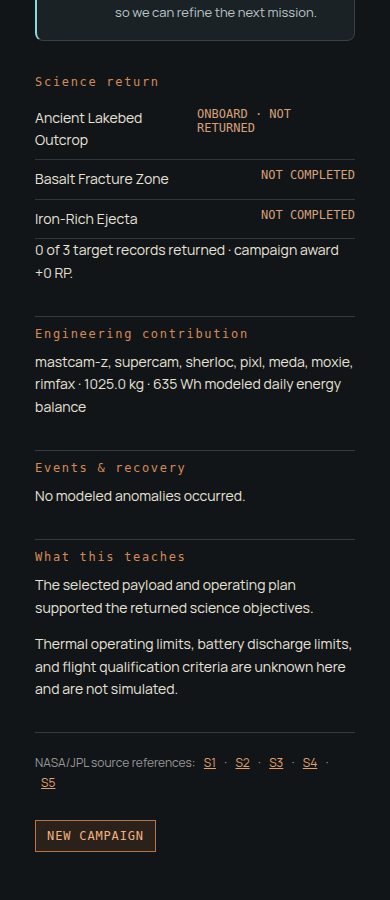 so we can refine the next mission.
Science return
Ancient Lakebed
Outcrop
ONBOARD · NOT
RETURNED
Basalt Fracture Zone
NOT COMPLETED
Iron-Rich Ejecta
NOT COMPLETED
0 of 3 target records returned · campaign award
+0 RP.
Engineering contribution
mastcam-z, supercam, sherloc, pixl, meda, moxie,
rimfax · 1025.0 kg · 635 Wh modeled daily energy
balance
Events & recovery
No modeled anomalies occurred.
What this teaches
The selected payload and operating plan
supported the returned science objectives.
Thermal operating limits, battery discharge limits,
and flight qualification criteria are unknown here
and are not simulated.
NASA/JPL source references: S1 · S2 · S3 · S4 ·
S5
NEW CAMPAIGN